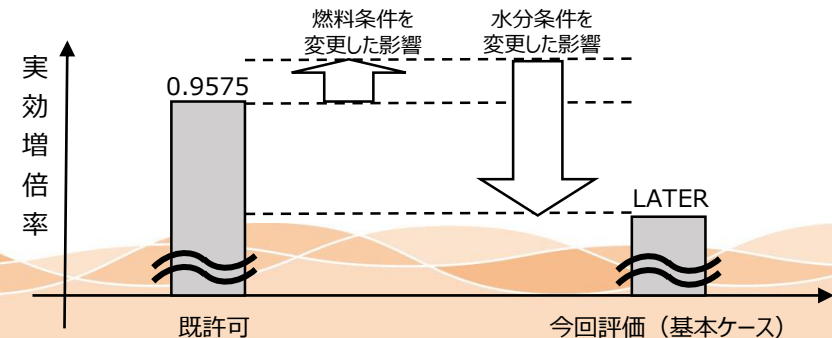 燃料条件を
変更した影響
水分条件を
変更した影響
実効増倍率
0.9575
LATER
既許可
今回評価（基本ケース）